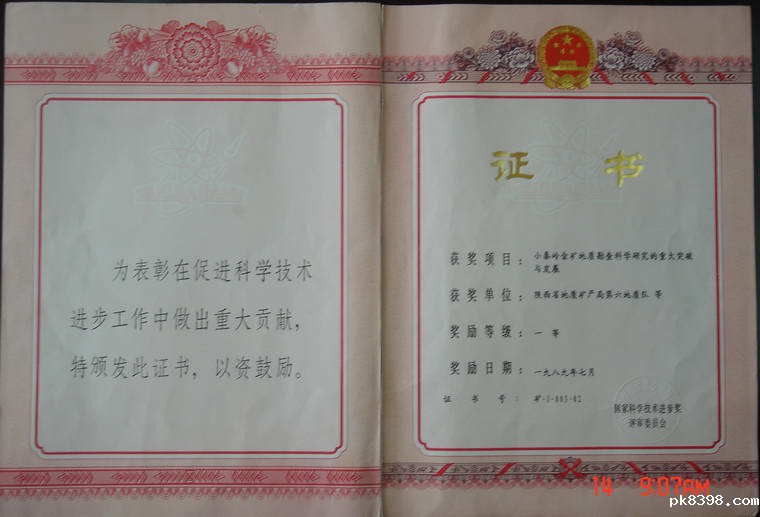 为表彰在促进科学技术
进步工作中做出重大贡献，
特颁发此证书，以资鼓励。
证 书
获奖项目：小秦岭金矿地质勘查科学研究的重大突破
与发展
获奖单位：陕西省地质矿产局第六地质队 等
奖励等级：一 等
奖励日期：一九八九年七月
证 书 号：矿-1-003-02
国家科学技术进步奖
评审委员会
14 9:07AM
pk8398.com